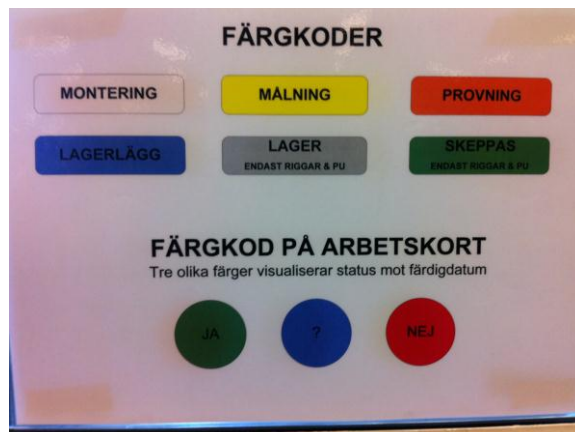 FÄRGKODER
MONTERING MÅLNING PROVNING
LAGERLÄGG LAGER SKEPPAS
ENDAST RIGGAR & PU ENDAST RIGGAR & PU
FÄRGKOD PÅ ARBETSKORT
Tre olika färger visualiserar status mot färdigdatum
JA ? NEJ